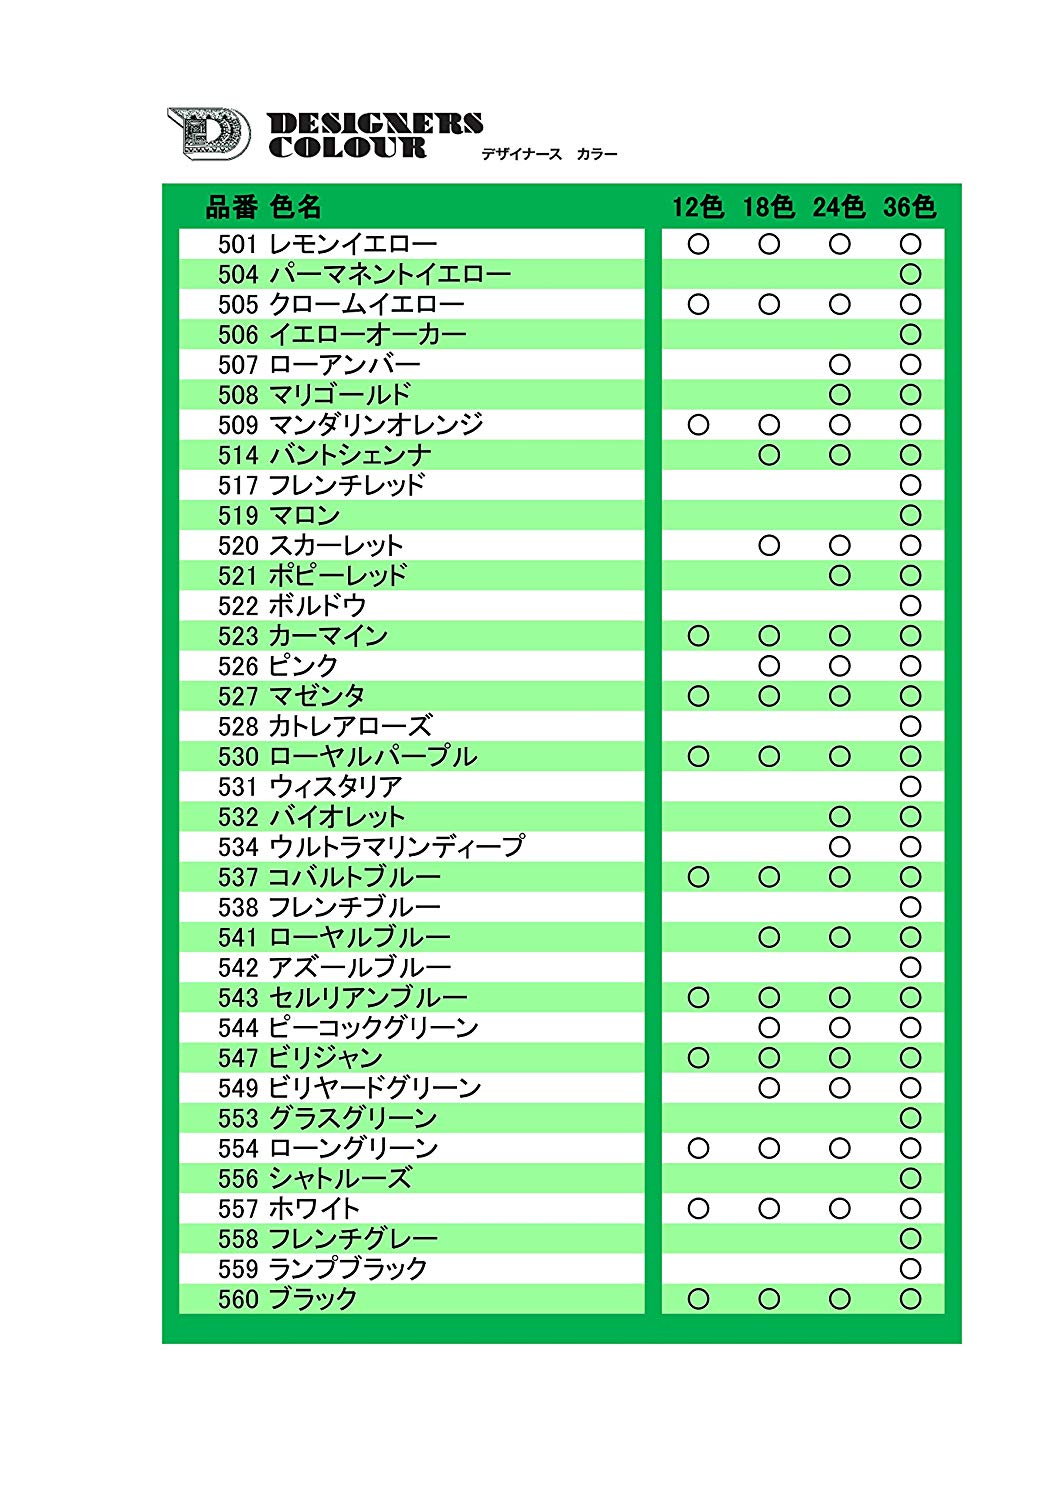 D DESIGNERS
COLOUR デザイナース カラー
品番 色名 12色 18色 24色 36色
501 レモンイエロー ○ ○ ○ ○
504 パーマネントイエロー ○
505 クロームイエロー ○ ○ ○ ○
506 イエローオーカー ○
507 ローアンバー ○ ○
508 マリゴールド ○ ○
509 マンダリンオレンジ ○ ○ ○ ○
514 バントシェンナ ○ ○ ○
517 フレンチレッド ○
519 マロン ○
520 スカーレット ○ ○ ○
521 ポピーレッド ○ ○
522 ボルドウ ○
523 カーマイン ○ ○ ○ ○
526 ピンク ○ ○ ○
527 マゼンタ ○ ○ ○ ○
528 カトレアローズ ○
530 ローヤルパープル ○ ○ ○ ○
531 ウィスタリア ○
532 バイオレット ○ ○
534 ウルトラマリンディープ ○ ○
537 コバルトブルー ○ ○ ○ ○
538 フレンチブルー ○
541 ローヤルブルー ○ ○ ○
542 アズールブルー ○
543 セルリアンブルー ○ ○ ○ ○
544 ピーコックグリーン ○ ○ ○
547 ビリジャン ○ ○ ○ ○
549 ビリヤードグリーン ○ ○ ○
553 グラスグリーン ○
554 ローングリーン ○ ○ ○ ○
556 シャトルーズ ○
557 ホワイト ○ ○ ○ ○
558 フレンチグレー ○
559 ランプブラック ○
560 ブラック ○ ○ ○ ○